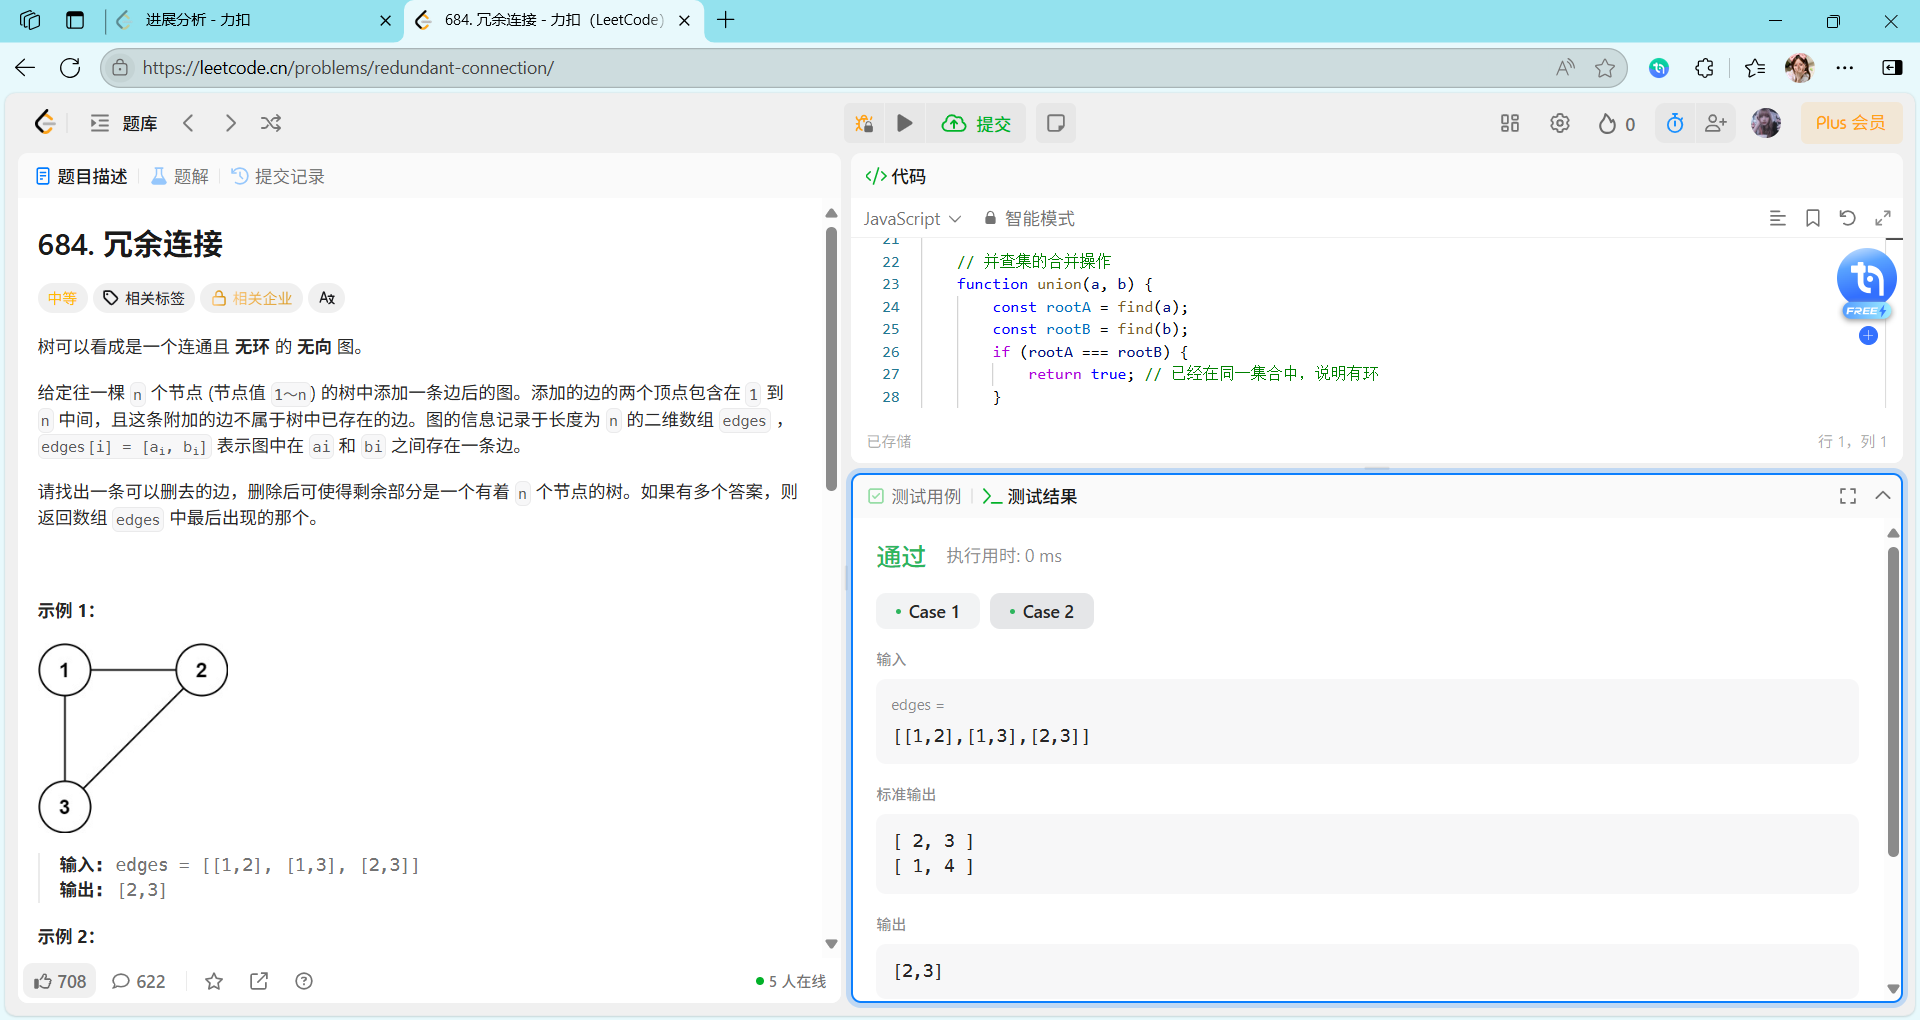 进展分析 - 力扣
684. 冗余连接 - 力扣 (LeetCode)
https://leetcode.cn/problems/redundant-connection/
题库
提交
0
Plus 会员
题目描述
题解
提交记录
684. 冗余连接
中等
相关标签
相关企业
树可以看成是一个连通且 无环 的 无向 图。
给定往一棵 n 个节点 (节点值 1～n) 的树中添加一条边后的图。添加的边的两个顶点包含在 1 到
n 中间，且这条附加的边不属于树中已存在的边。图的信息记录于长度为 n 的二维数组 edges ，
edges[i] = [ai, bi] 表示图中在 ai 和 bi 之间存在一条边。
请找出一条可以删去的边，删除后可使得剩余部分是一个有着 n 个节点的树。如果有多个答案，则
返回数组 edges 中最后出现的那个。
示例 1：
1
2
3
输入: edges = [[1,2], [1,3], [2,3]]
输出: [2,3]
示例 2：
708
622
5 人在线
</> 代码
JavaScript
智能模式
21
22 // 并查集的合并操作
23 function union(a, b) {
24 const rootA = find(a);
25 const rootB = find(b);
26 if (rootA === rootB) {
27 return true; // 已经在同一集合中，说明有环
28 }
FREE
已存储
行 1，列 1
测试用例
测试结果
通过
执行用时: 0 ms
Case 1
Case 2
输入
edges =
[[1,2],[1,3],[2,3]]
标准输出
[ 2, 3 ]
[ 1, 4 ]
输出
[2,3]